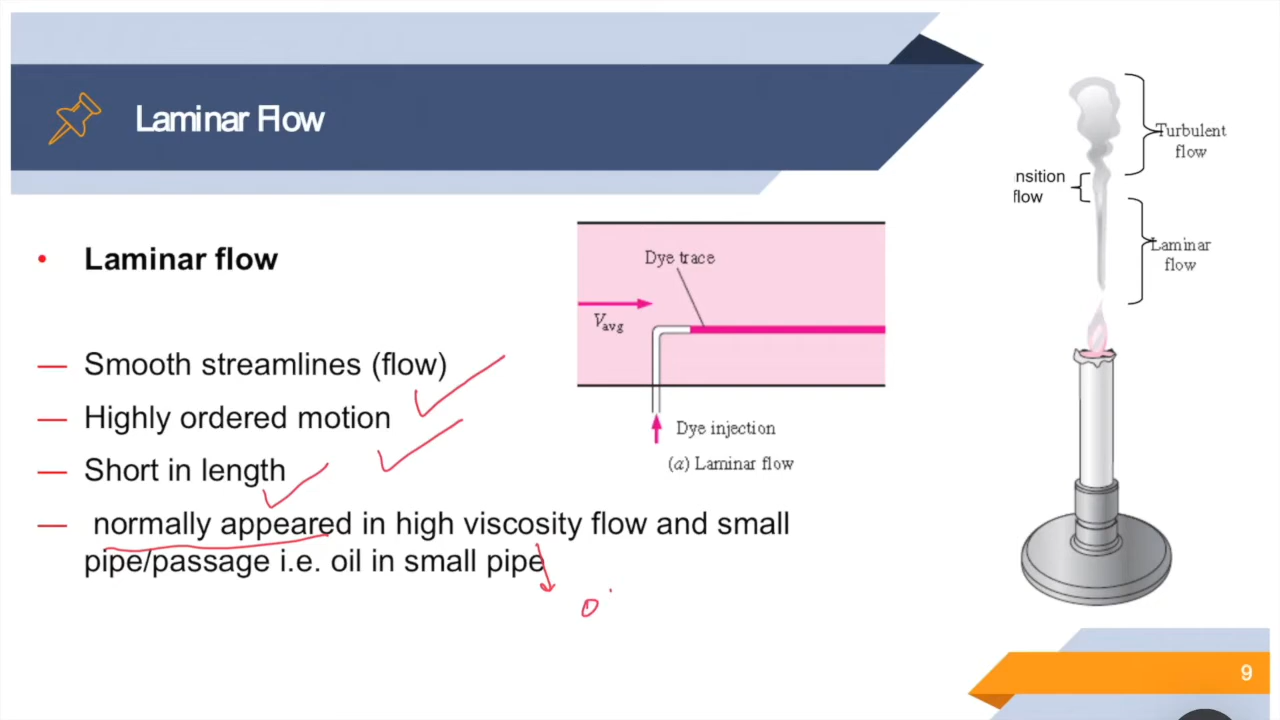 Laminar Flow
• Laminar flow
— Smooth streamlines (flow)
— Highly ordered motion
— Short in length
— normally appeared in high viscosity flow and small
pipe/passage i.e. oil in small pipe
Dye trace
Vavg
Dye injection
(a) Laminar flow
Turbulent
flow
nsition
flow
Laminar
flow
9